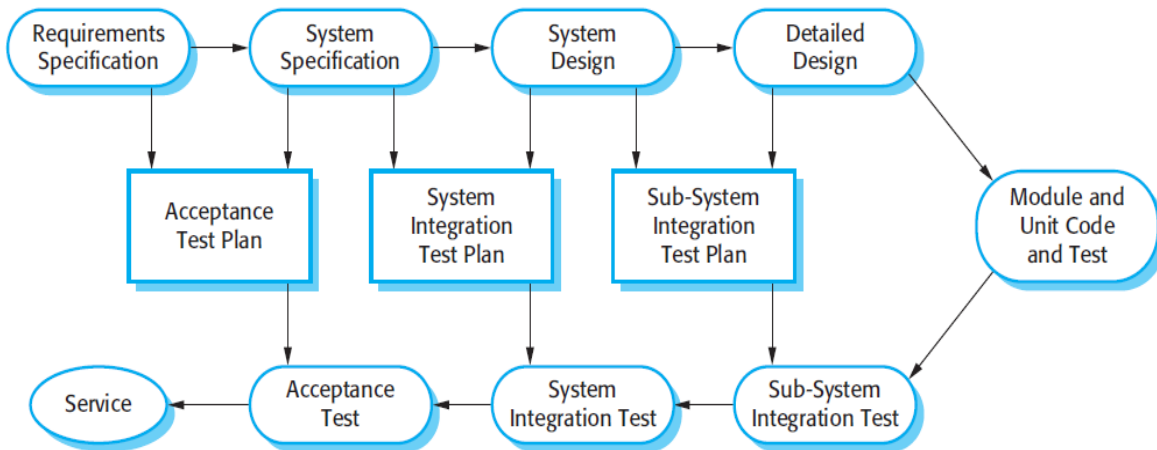 Requirements
Specification
System
Specification
System
Design
Detailed
Design
Acceptance
Test Plan
System
Integration
Test Plan
Sub-System
Integration
Test Plan
Module and
Unit Code
and Test
Service
Acceptance
Test
System
Integration Test
Sub-System
Integration Test